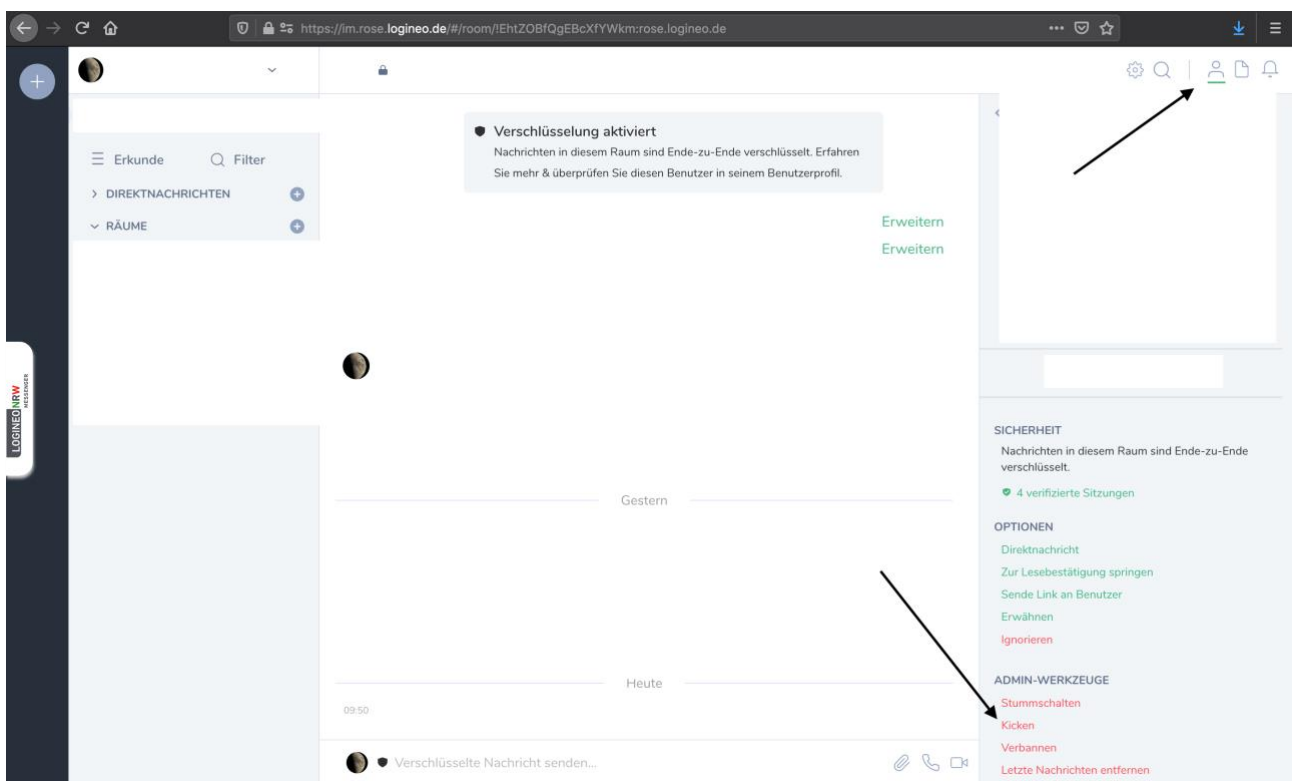 https://im.rose.logineo.de/#/room/!EhtZOBfQgEBcXfYWkm:rose.logineo.de
Erkunde
Filter
DIREKTNACHRICHTEN
RÄUME
LOGINEO NRW
MESSENGER
Verschlüsselung aktiviert
Nachrichten in diesem Raum sind Ende-zu-Ende verschlüsselt. Erfahren
Sie mehr & überprüfen Sie diesen Benutzer in seinem Benutzerprofil.
Erweitern
Erweitern
Gestern
Heute
09:50
Verschlüsselte Nachricht senden...
SICHERHEIT
Nachrichten in diesem Raum sind Ende-zu-Ende
verschlüsselt.
4 verifizierte Sitzungen
OPTIONEN
Direktnachricht
Zur Lesebestätigung springen
Sende Link an Benutzer
Erwähnen
Ignorieren
ADMIN-WERKZEUGE
Stummschalten
Kicken
Verbannen
Letzte Nachrichten entfernen